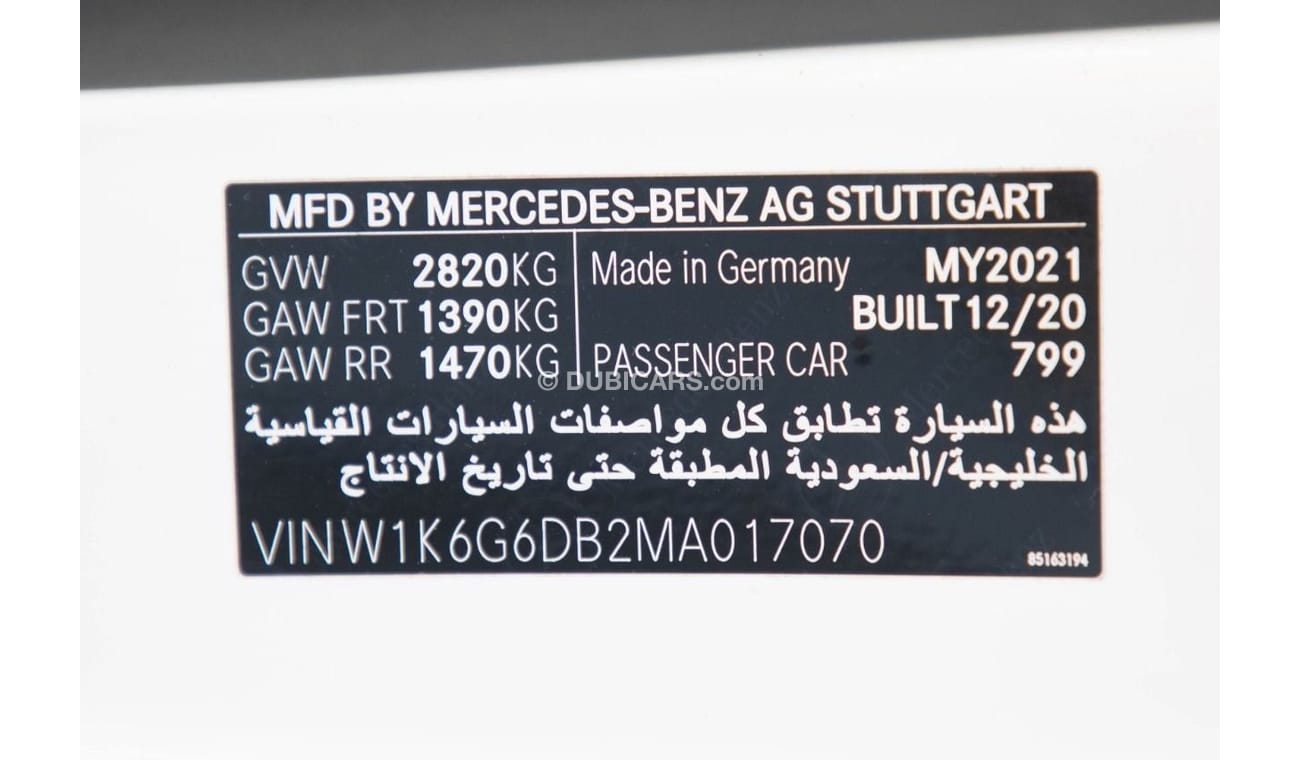 MFD BY MERCEDES-BENZ AG STUTTGART
GVW 2820KG Made in Germany MY2021
GAW FRT 1390KG BUILT 12/20
GAW RR 1470KG PASSENGER CAR 799
© DUBICARS.com
هذه السيارة تطابق كل مواصفات السيارات القياسية
الخليجية/السعودية المطبقة حتى تاريخ الانتاج
VINW1K6G6DB2MA017070
85163194